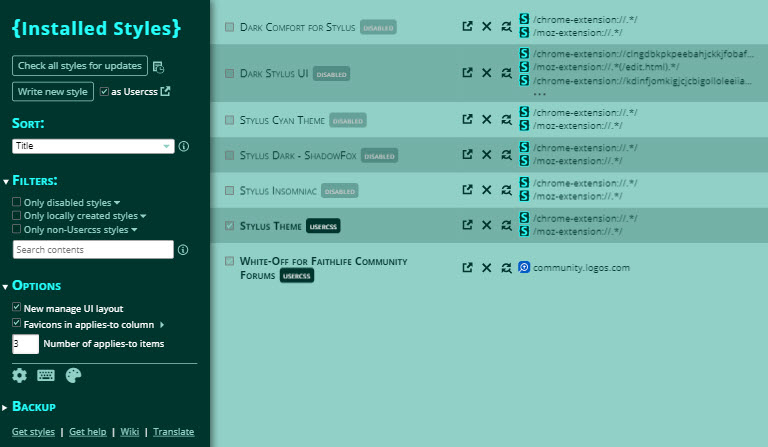 {Installed Styles}
Check all styles for updates
Write new style as Usercss
Sort:
Title
Filters:
Only disabled styles
Only locally created styles
Only non-Usercss styles
Search contents
Options
New manage UI layout
Favicons in applies-to column
3 Number of applies-to items
Backup
Get styles | Get help | Wiki | Translate
Dark Comfort for Stylus DISABLED
/chrome-extension://.*/
/moz-extension://.*/
Dark Stylus UI DISABLED
/chrome-extension://clngdbkpkpeebahjckkjfobaf...
/moz-extension://.*(/edit.html).*/
/chrome-extension://kdinfjomkigjcjcbigolloleeiia...
...
Stylus Cyan Theme DISABLED
/chrome-extension://.*/
/moz-extension://.*/
Stylus Dark - ShadowFox DISABLED
/chrome-extension://.*/
/moz-extension://.*/
Stylus Insomniac DISABLED
/chrome-extension://.*/
/moz-extension://.*/
Stylus Theme USERCSS
/chrome-extension://.*/
/moz-extension://.*/
White-Off for Faithlife Community
Forums USERCSS
community.logos.com